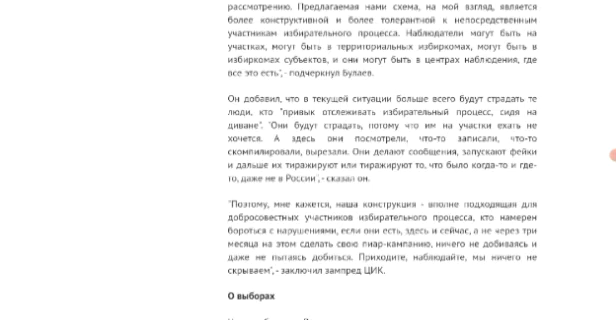 рассмотрению. Предлагаемая нами схема, на мой взгляд, является
более конструктивной и более толерантной к непосредственным
участникам избирательного процесса. Наблюдатели могут быть на
участках, могут быть в территориальных избиркомах, могут быть в
избиркомах субъектов, и они могут быть в центрах наблюдения, где
все это есть", - подчеркнул Булаев.
Он добавил, что в текущей ситуации больше всего будут страдать те
люди, кто "привык отслеживать избирательный процесс, сидя на
диване". "Они будут страдать, потому что им на участки ехать не
хочется. А здесь они посмотрели, что-то записали, что-то
скомпилировали, вырезали. Они делают сообщения, запускают фейки
и дальше их тиражируют или тиражируют то, что было когда-то и где-
то, даже не в России", - сказал он.
"Поэтому, мне кажется, наша конструкция - вполне подходящая для
добросовестных участников избирательного процесса, кто намерен
бороться с нарушениями, если они есть, здесь и сейчас, а не через три
месяца на этом сделать свою пиар-кампанию, ничего не добиваясь и
даже не пытаясь добиться. Приходите, наблюдайте, мы ничего не
скрываем", - заключил зампред ЦИК.
О выборах